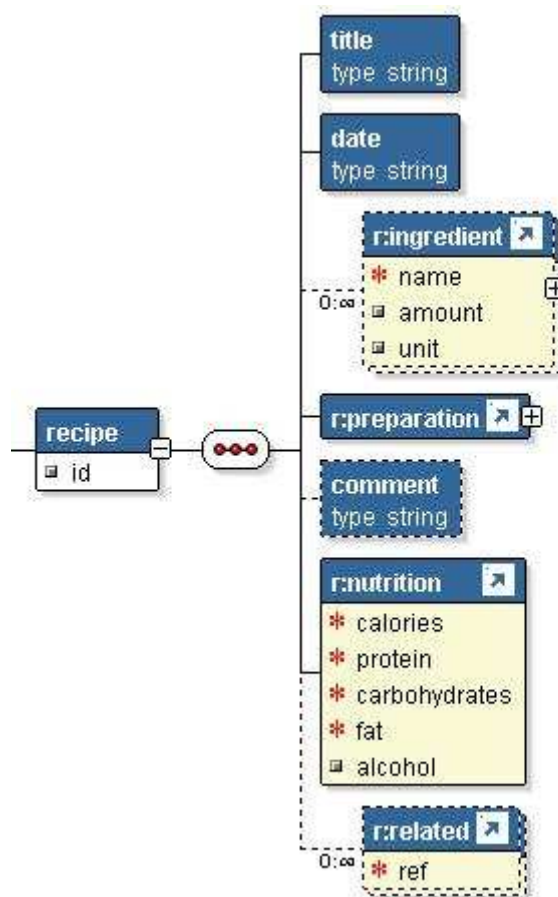 title
type string
date
type string
r:ingredient
* name
amount
unit
0:∞
r:preparation
recipe
id
comment
type string
r:nutrition
* calories
* protein
* carbohydrates
* fat
alcohol
r:related
* ref
0:∞